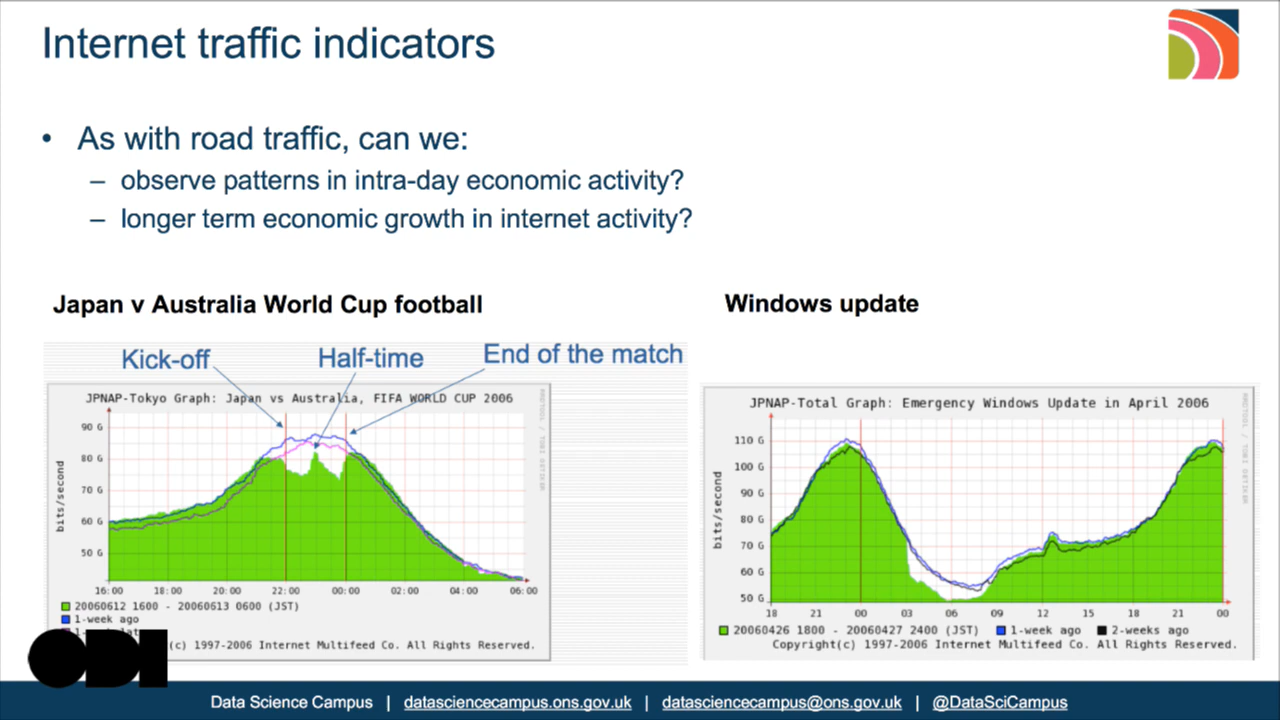 Internet traffic indicators
• As with road traffic, can we:
– observe patterns in intra-day economic activity?
– longer term economic growth in internet activity?
Japan v Australia World Cup football
Kick-off
Half-time
End of the match
JPNAP-Tokyo Graph: Japan vs Australia, FIFA WORLD CUP 2006
bits/second
90 G
80 G
70 G
60 G
50 G
16:00 18:00 20:00 22:00 00:00 02:00 04:00 06:00
20060612 1600 - 20060613 0600 (JST)
1-week ago
(c) 1997-2006 Internet Multifeed Co. All Rights Reserved.
Windows update
JPNAP-Total Graph: Emergency Windows Update in April 2006
RRDTOOL / TOBI OETIKER
bits/second
110 G
100 G
90 G
80 G
70 G
60 G
50 G
18 21 00 03 06 09 12 15 18 21 00
20060426 1800 - 20060427 2400 (JST) 1-week ago 2-weeks ago
Copyright(c) 1997-2006 Internet Multifeed Co. All Rights Reserved.
ODI
Data Science Campus | datasciencecampus.ons.gov.uk | datasciencecampus@ons.gov.uk | @DataSciCampus